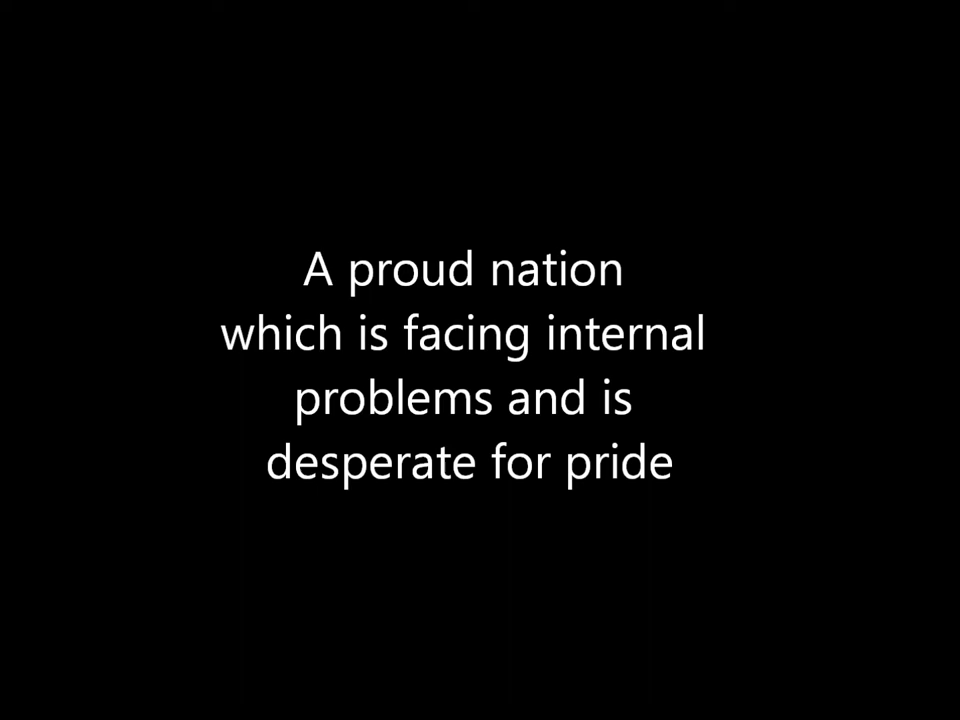 A proud nation
which is facing internal
problems and is
desperate for pride